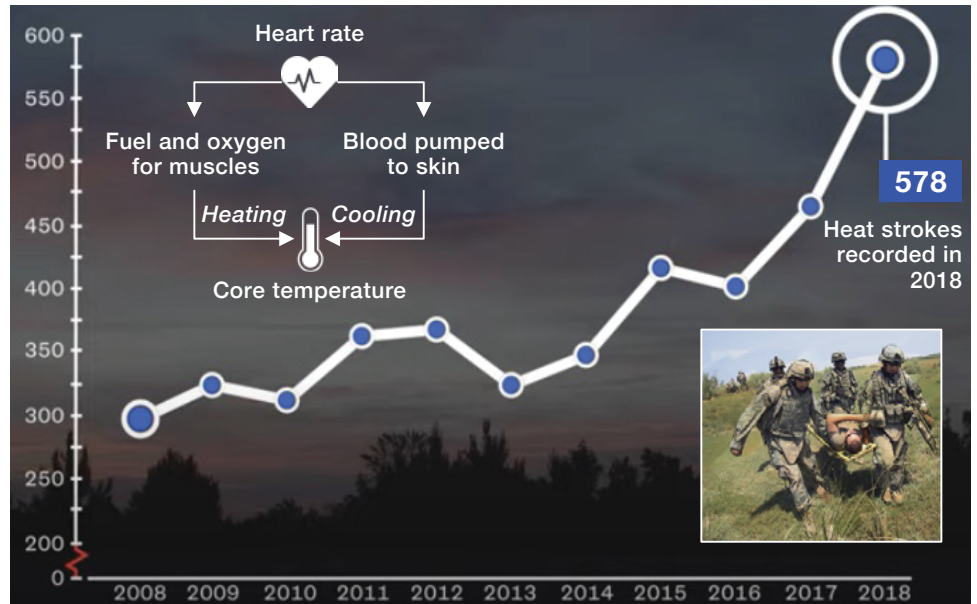 600
550
500
450
400
350
300
250
200
0
Heart rate
Fuel and oxygen
for muscles
Blood pumped
to skin
Heating
Cooling
Core temperature
578
Heat strokes
recorded in
2018
2008 2009 2010 2011 2012 2013 2014 2015 2016 2017 2018